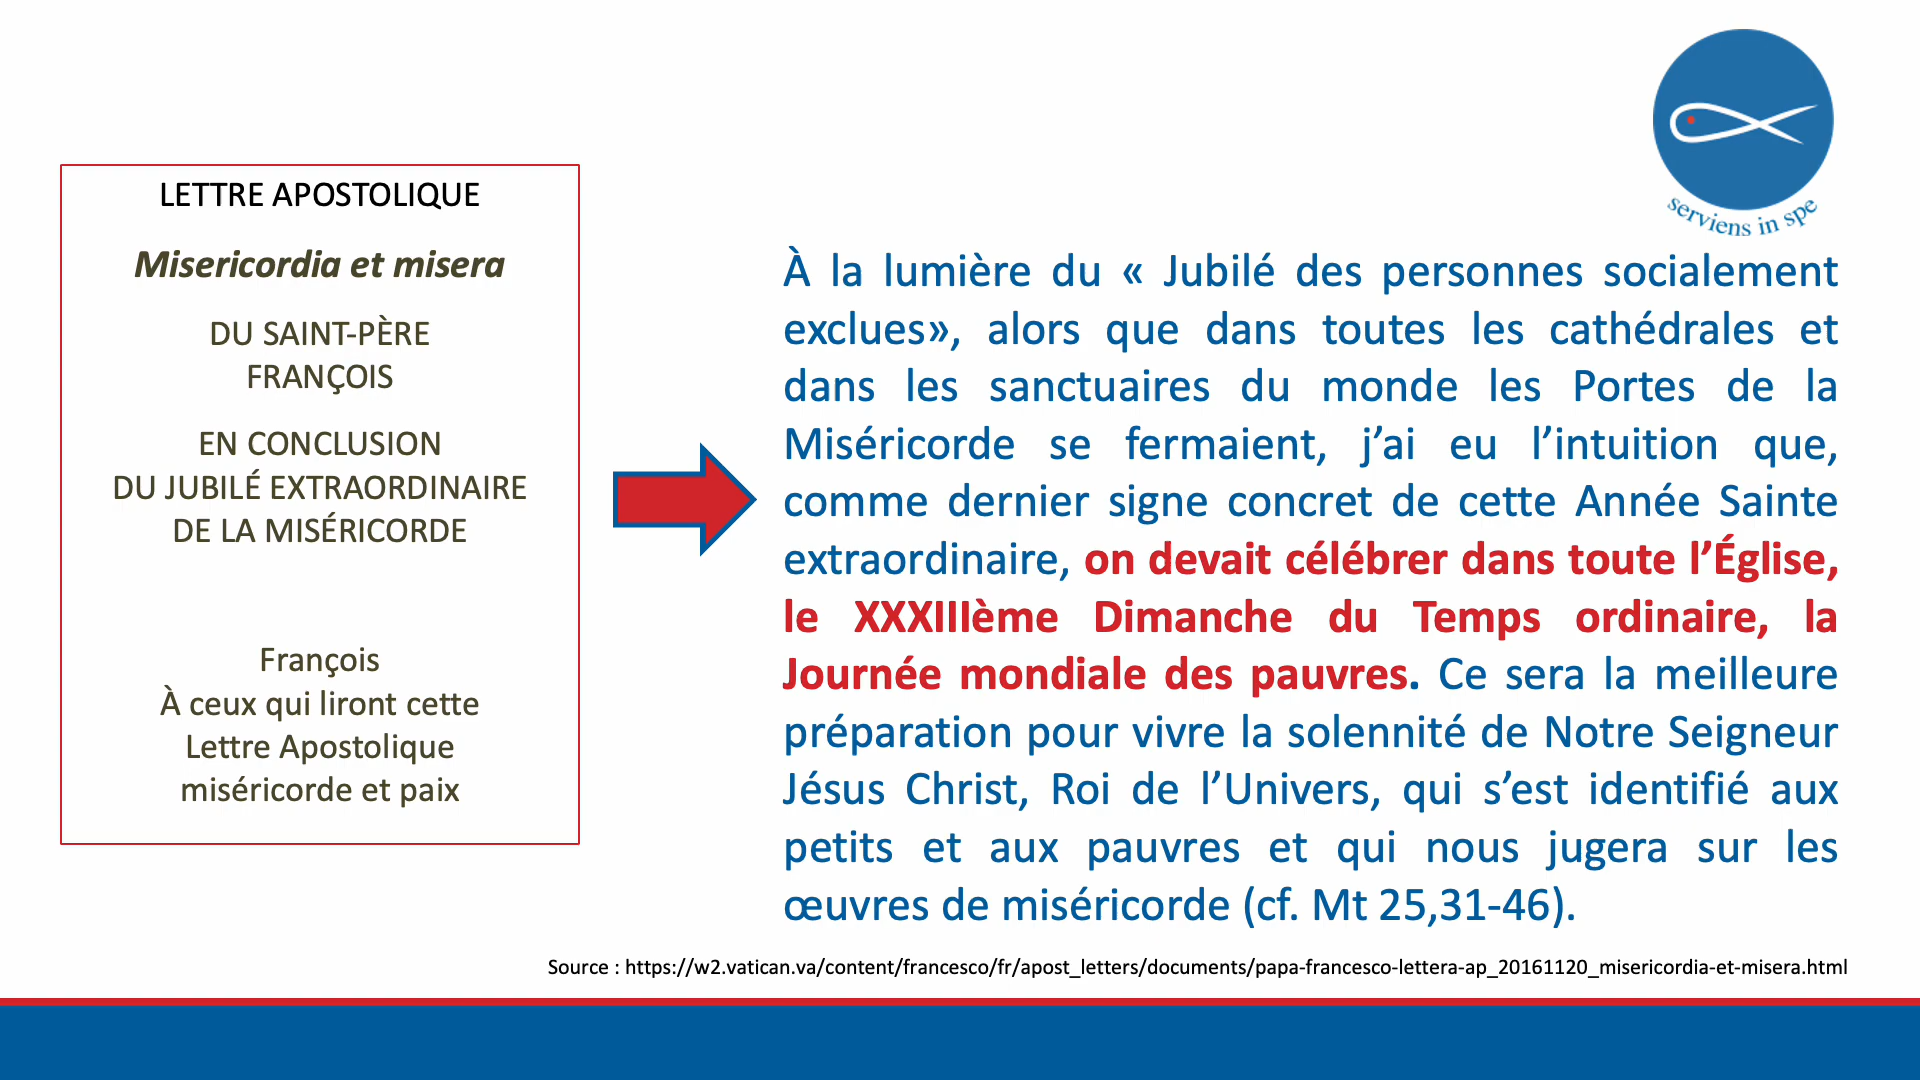 serviens in spe
LETTRE APOSTOLIQUE
Misericordia et misera
DU SAINT-PÈRE
FRANÇOIS
EN CONCLUSION
DU JUBILÉ EXTRAORDINAIRE
DE LA MISÉRICORDE
François
À ceux qui liront cette
Lettre Apostolique
miséricorde et paix
À la lumière du « Jubilé des personnes socialement
exclues», alors que dans toutes les cathédrales et
dans les sanctuaires du monde les Portes de la
Miséricorde se fermaient, j’ai eu l’intuition que,
comme dernier signe concret de cette Année Sainte
extraordinaire, on devait célébrer dans toute l’Église,
le XXXIIIème Dimanche du Temps ordinaire, la
Journée mondiale des pauvres. Ce sera la meilleure
préparation pour vivre la solennité de Notre Seigneur
Jésus Christ, Roi de l’Univers, qui s’est identifié aux
petits et aux pauvres et qui nous jugera sur les
œuvres de miséricorde (cf. Mt 25,31-46).
Source : https://w2.vatican.va/content/francesco/fr/apost_letters/documents/papa-francesco-lettera-ap_20161120_misericordia-et-misera.html